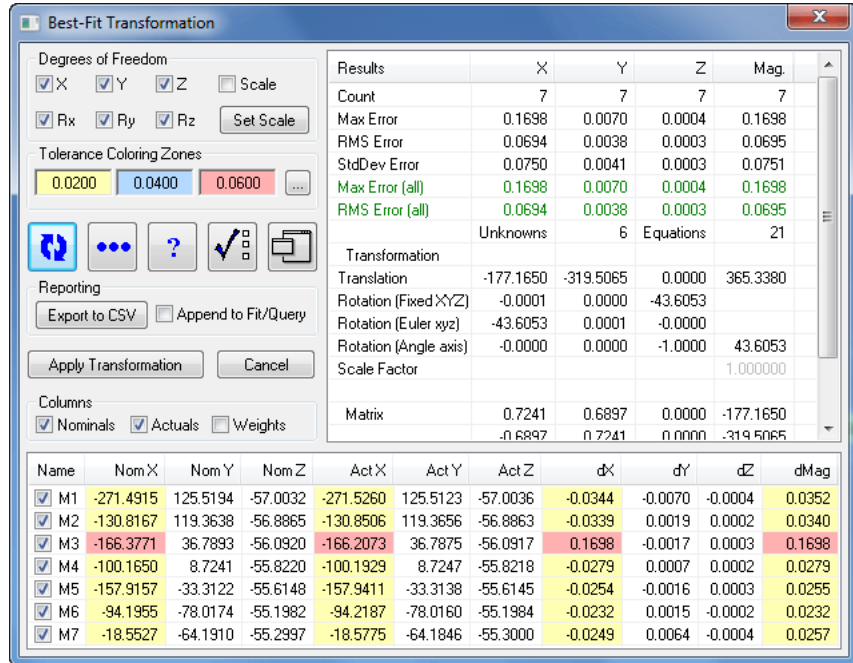 Best-Fit Transformation
Degrees of Freedom
X Y Z Scale
Rx Ry Rz Set Scale
Tolerance Coloring Zones
0.0200 0.0400 0.0600 ...
?
Reporting
Export to CSV Append to Fit/Query
Apply Transformation Cancel
Columns
Nominals Actuals Weights
Results X Y Z Mag.
Count 7 7 7 7
Max Error 0.1698 0.0070 0.0004 0.1698
RMS Error 0.0694 0.0038 0.0003 0.0695
StdDev Error 0.0750 0.0041 0.0003 0.0751
Max Error (all) 0.1698 0.0070 0.0004 0.1698
RMS Error (all) 0.0694 0.0038 0.0003 0.0695
Unknowns 6 Equations 21
Transformation
Translation -177.1650 -319.5065 0.0000 365.3380
Rotation (Fixed XYZ) -0.0001 0.0000 -43.6053
Rotation (Euler xyz) -43.6053 0.0001 -0.0000
Rotation (Angle axis) -0.0000 0.0000 -1.0000 43.6053
Scale Factor 1.000000
Matrix 0.7241 0.6897 0.0000 -177.1650
-0.6897 0.7241 0.0000 -319.5065
Name Nom X Nom Y Nom Z Act X Act Y Act Z dX dY dZ dMag
M1 -271.4915 125.5194 -57.0032 -271.5260 125.5123 -57.0036 -0.0344 -0.0070 -0.0004 0.0352
M2 -130.8167 119.3638 -56.8865 -130.8506 119.3656 -56.8863 -0.0339 0.0019 0.0002 0.0340
M3 -166.3771 36.7893 -56.0920 -166.2073 36.7875 -56.0917 0.1698 -0.0017 0.0003 0.1698
M4 -100.1650 8.7241 -55.8220 -100.1929 8.7247 -55.8218 -0.0279 0.0007 0.0002 0.0279
M5 -157.9157 -33.3122 -55.6148 -157.9411 -33.3138 -55.6145 -0.0254 -0.0016 0.0003 0.0255
M6 -94.1955 -78.0174 -55.1982 -94.2187 -78.0160 -55.1984 -0.0232 0.0015 -0.0002 0.0232
M7 -18.5527 -64.1910 -55.2997 -18.5775 -64.1846 -55.3000 -0.0249 0.0064 -0.0004 0.0257